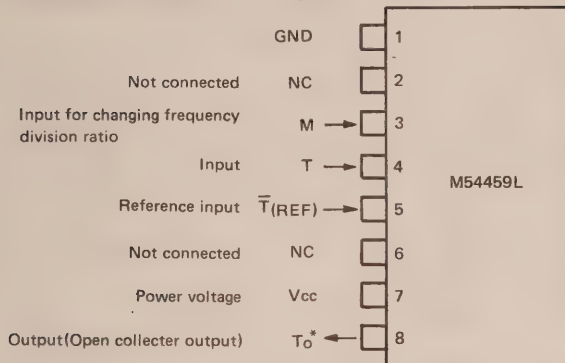 GND 1
Not connected NC 2
Input for changing frequency
division ratio
M 3
Input T 4
M54459L
Reference input T̅(REF) 5
Not connected NC 6
Power voltage Vcc 7
Output(Open collecter output) To* 8